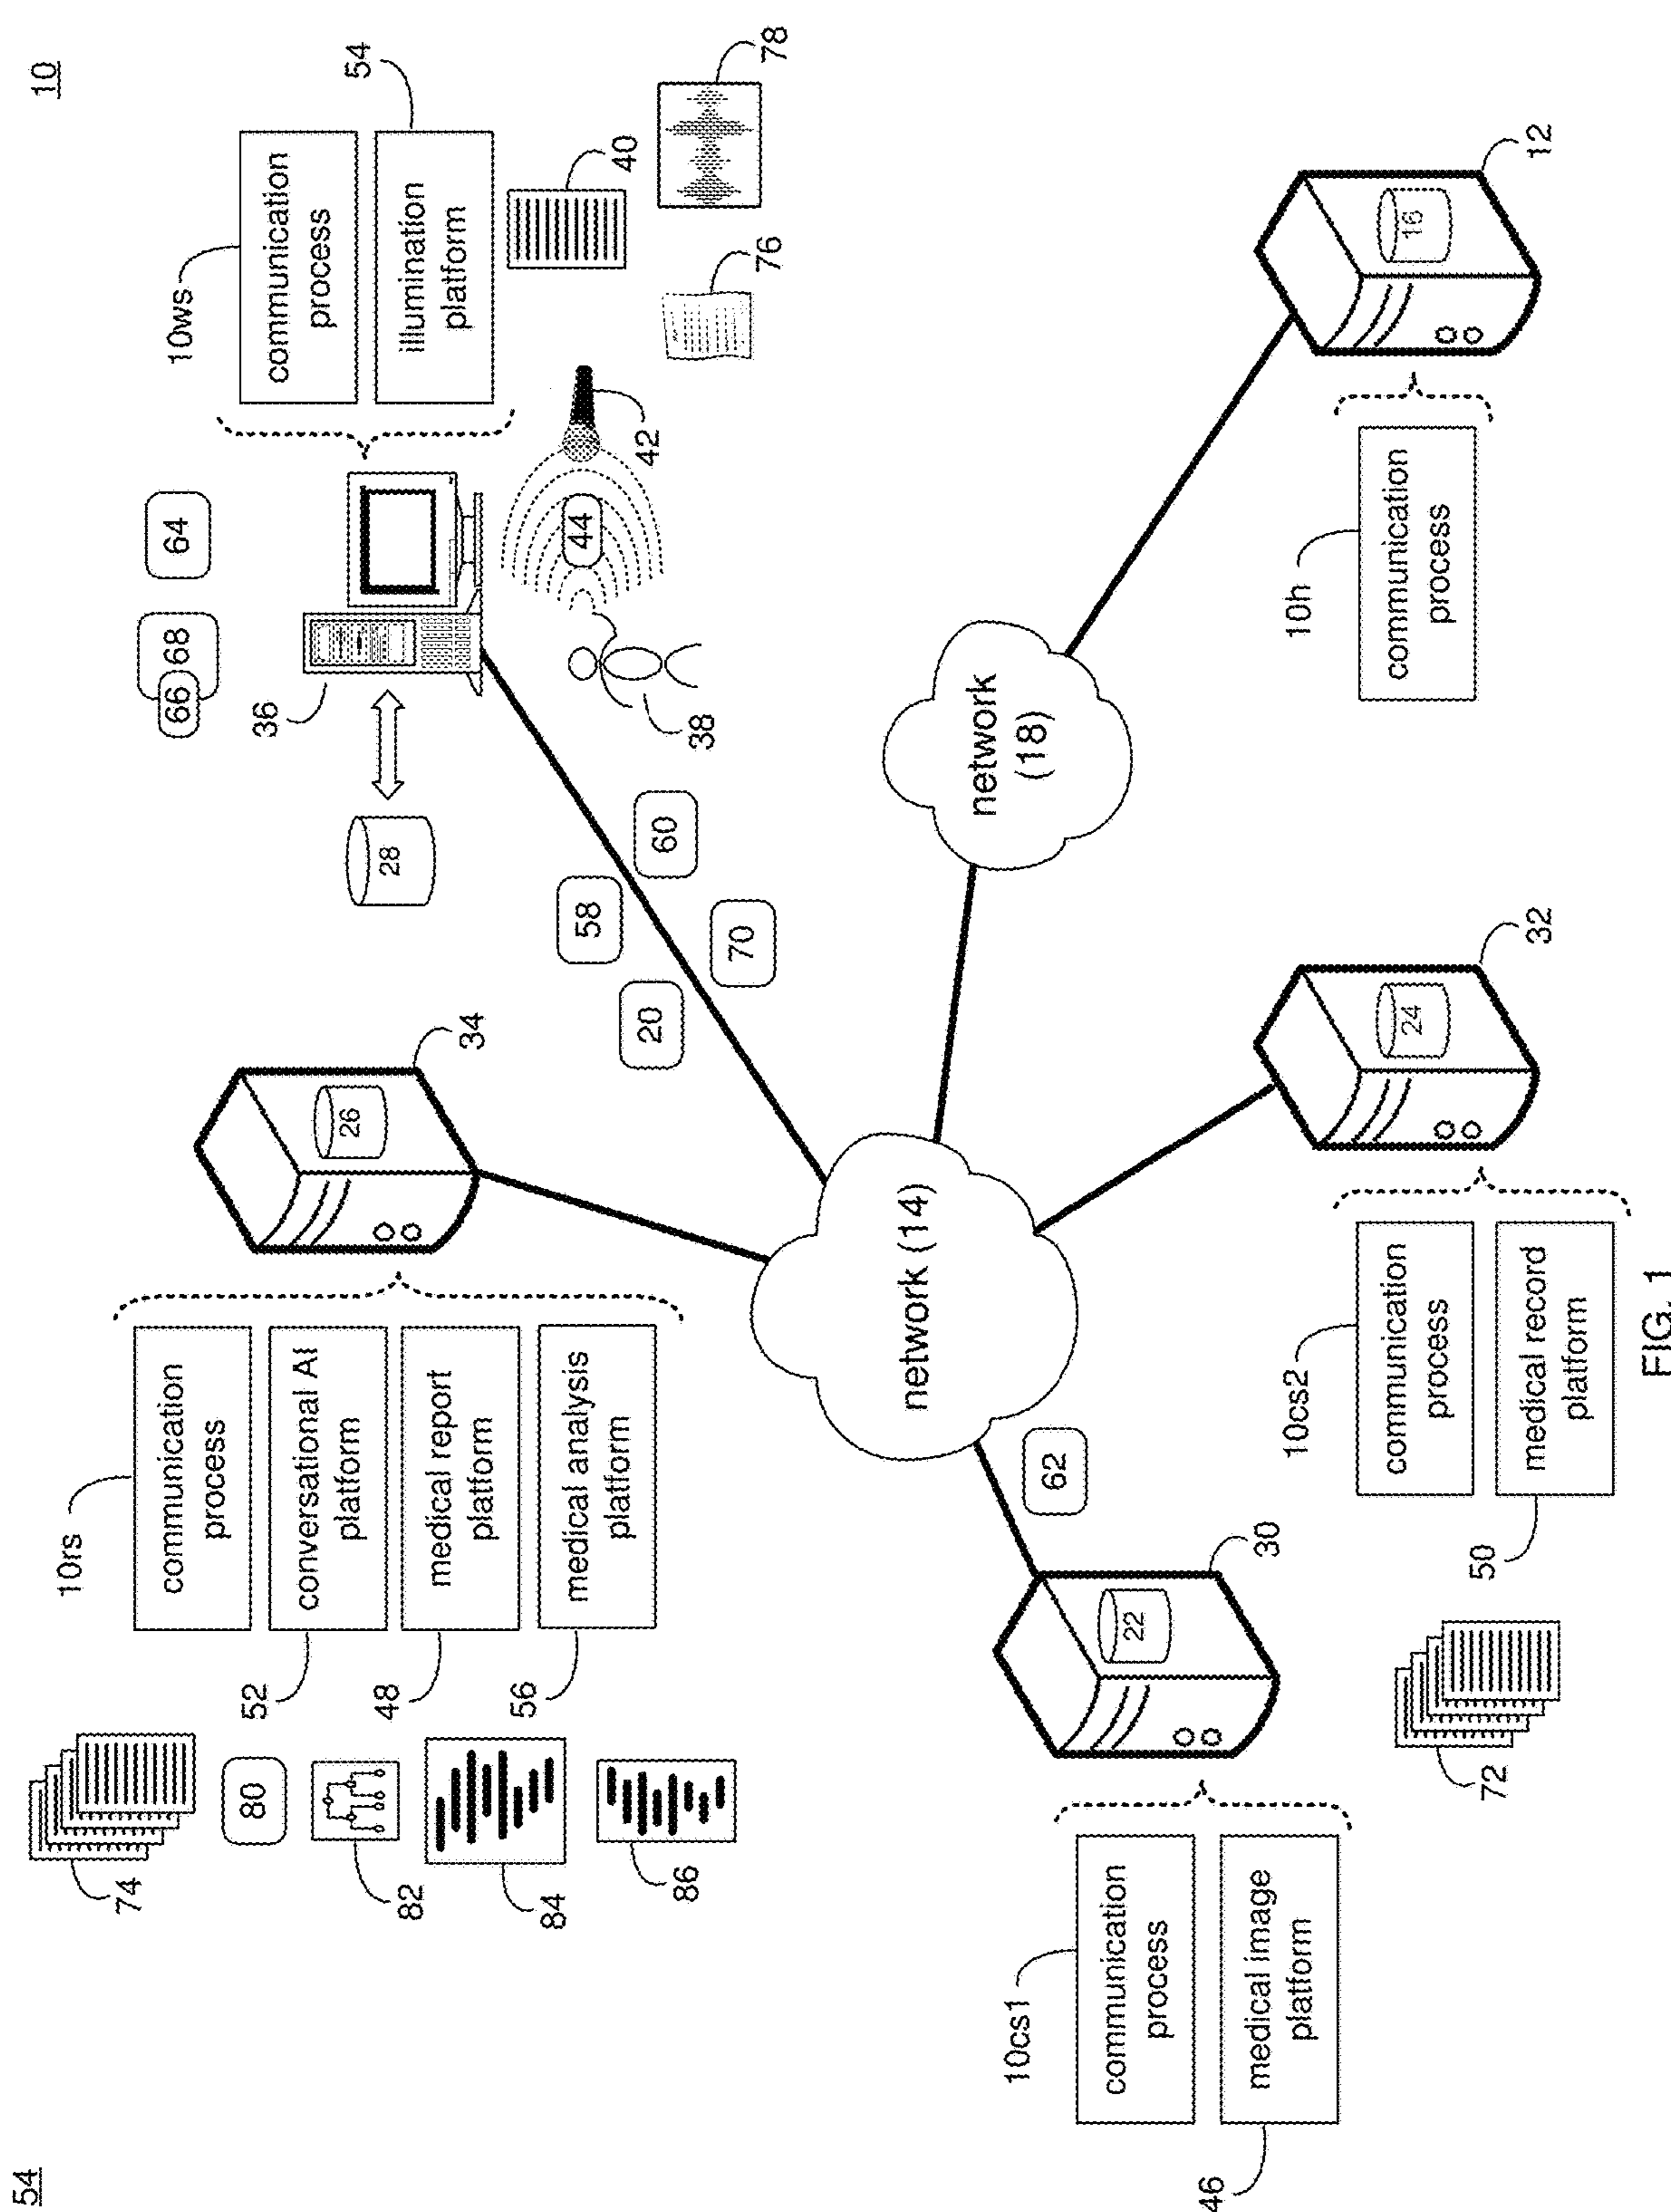 54
10
74
80
82
84
86
10rs
communication
process
52
conversational AI
platform
48
medical report
platform
56
medical analysis
platform
26
34
28
36
66
68
64
38
44
42
10ws
communication
process
54
illumination
platform
40
76
78
20
58
60
70
network (14)
network
(18)
62
10cs1
communication
process
46
medical image
platform
22
30
72
10cs2
communication
process
50
medical record
platform
24
32
10h
communication
process
16
12
FIG. 1